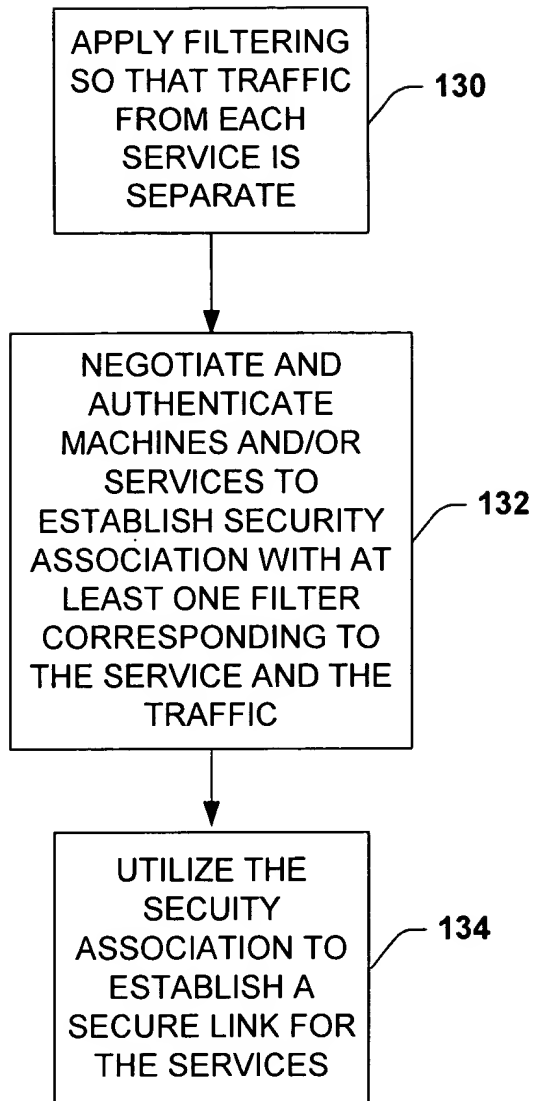 APPLY FILTERING
SO THAT TRAFFIC
FROM EACH
SERVICE IS
SEPARATE
130
NEGOTIATE AND
AUTHENTICATE
MACHINES AND/OR
SERVICES TO
ESTABLISH SECURITY
ASSOCIATION WITH AT
LEAST ONE FILTER
CORRESPONDING TO
THE SERVICE AND THE
TRAFFIC
132
UTILIZE THE
SECUITY
ASSOCIATION TO
ESTABLISH A
SECURE LINK FOR
THE SERVICES
134